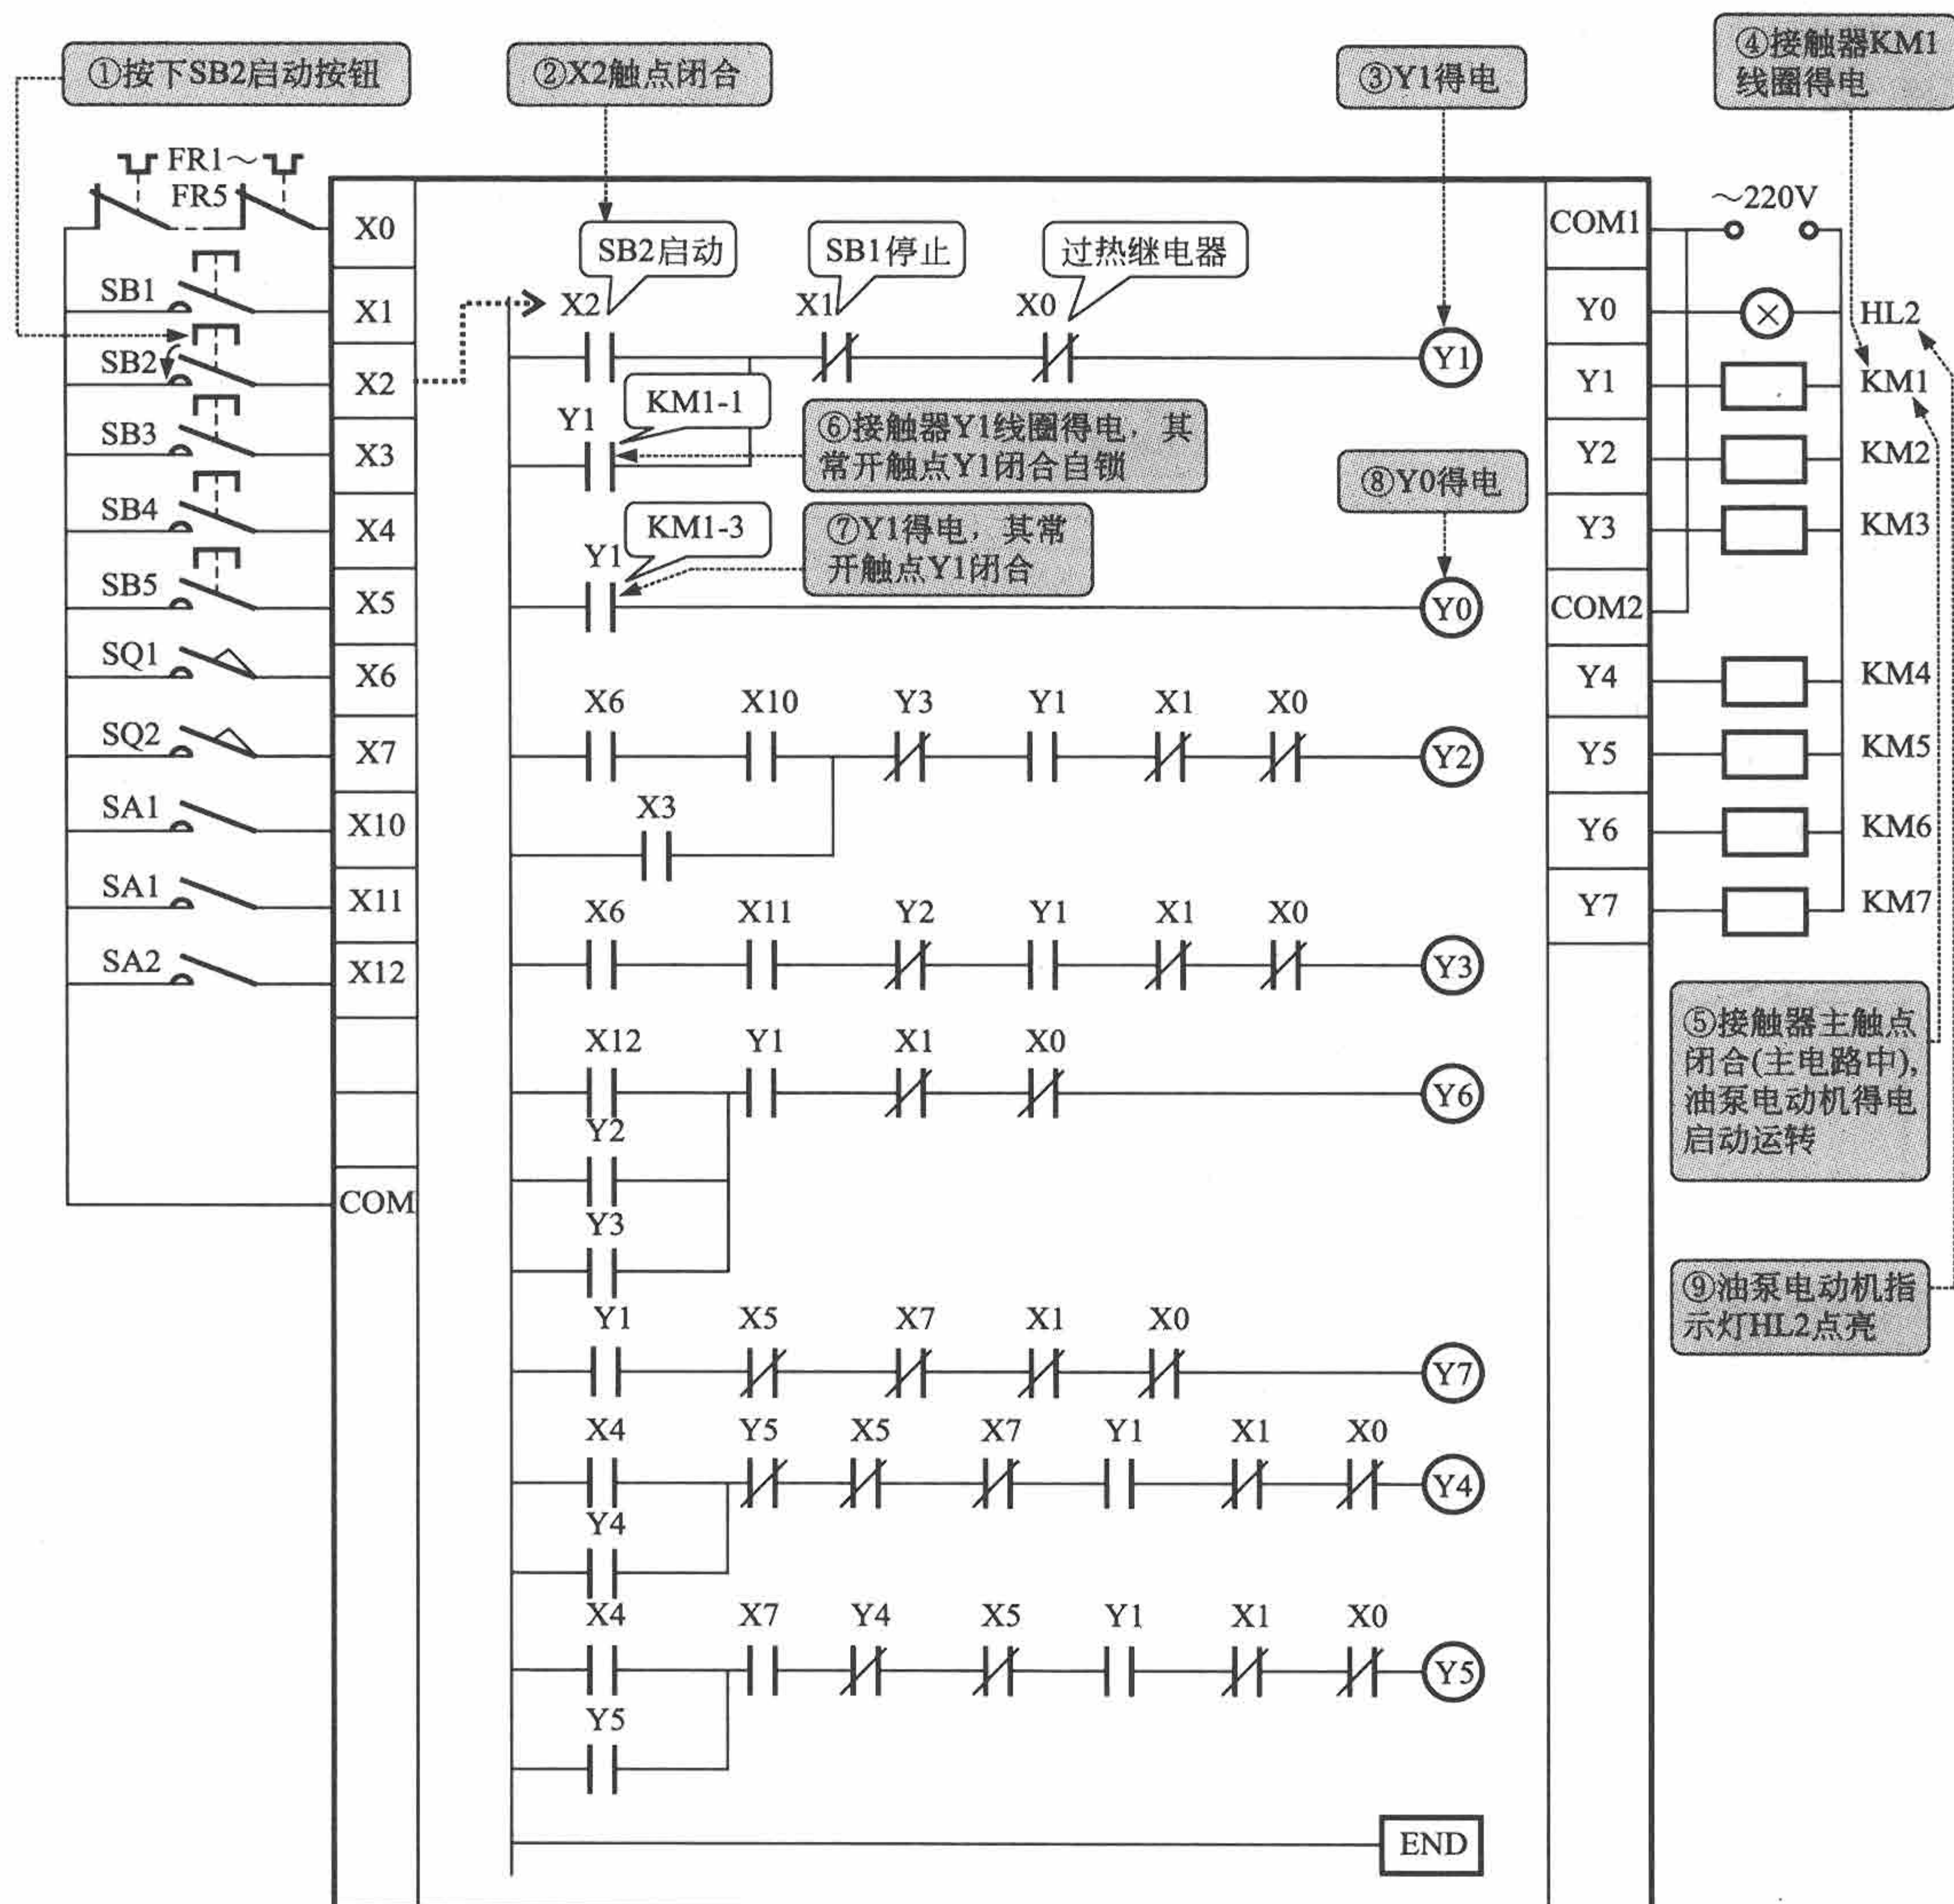 ①按下SB2启动按钮
②X2触点闭合
③Y1得电
④接触器KM1
线圈得电
FR1～
FR5
SB1
SB2
SB3
SB4
SB5
SQ1
SQ2
SA1
SA1
SA2
X0
X1
X2
X3
X4
X5
X6
X7
X10
X11
X12
COM
SB2启动
SB1停止
过热继电器
X2 X1 X0
Y1
Y1
KM1-1
⑥接触器Y1线圈得电，其
常开触点Y1闭合自锁
⑧Y0得电
Y1
KM1-3
⑦Y1得电，其常
开触点Y1闭合
Y0
X6 X10 Y3 Y1 X1 X0
Y2
X3
X6 X11 Y2 Y1 X1 X0
Y3
X12 Y1 X1 X0
Y6
Y2
Y3
Y1 X5 X7 X1 X0
Y7
X4 Y5 X5 X7 Y1 X1 X0
Y4
Y4
X4 X7 Y4 X5 Y1 X1 X0
Y5
Y5
END
COM1
Y0
Y1
Y2
Y3
COM2
Y4
Y5
Y6
Y7
～220V
HL2
KM1
KM2
KM3
KM4
KM5
KM6
KM7
⑤接触器主触点
闭合(主电路中),
油泵电动机得电
启动运转
⑨油泵电动机指
示灯HL2点亮